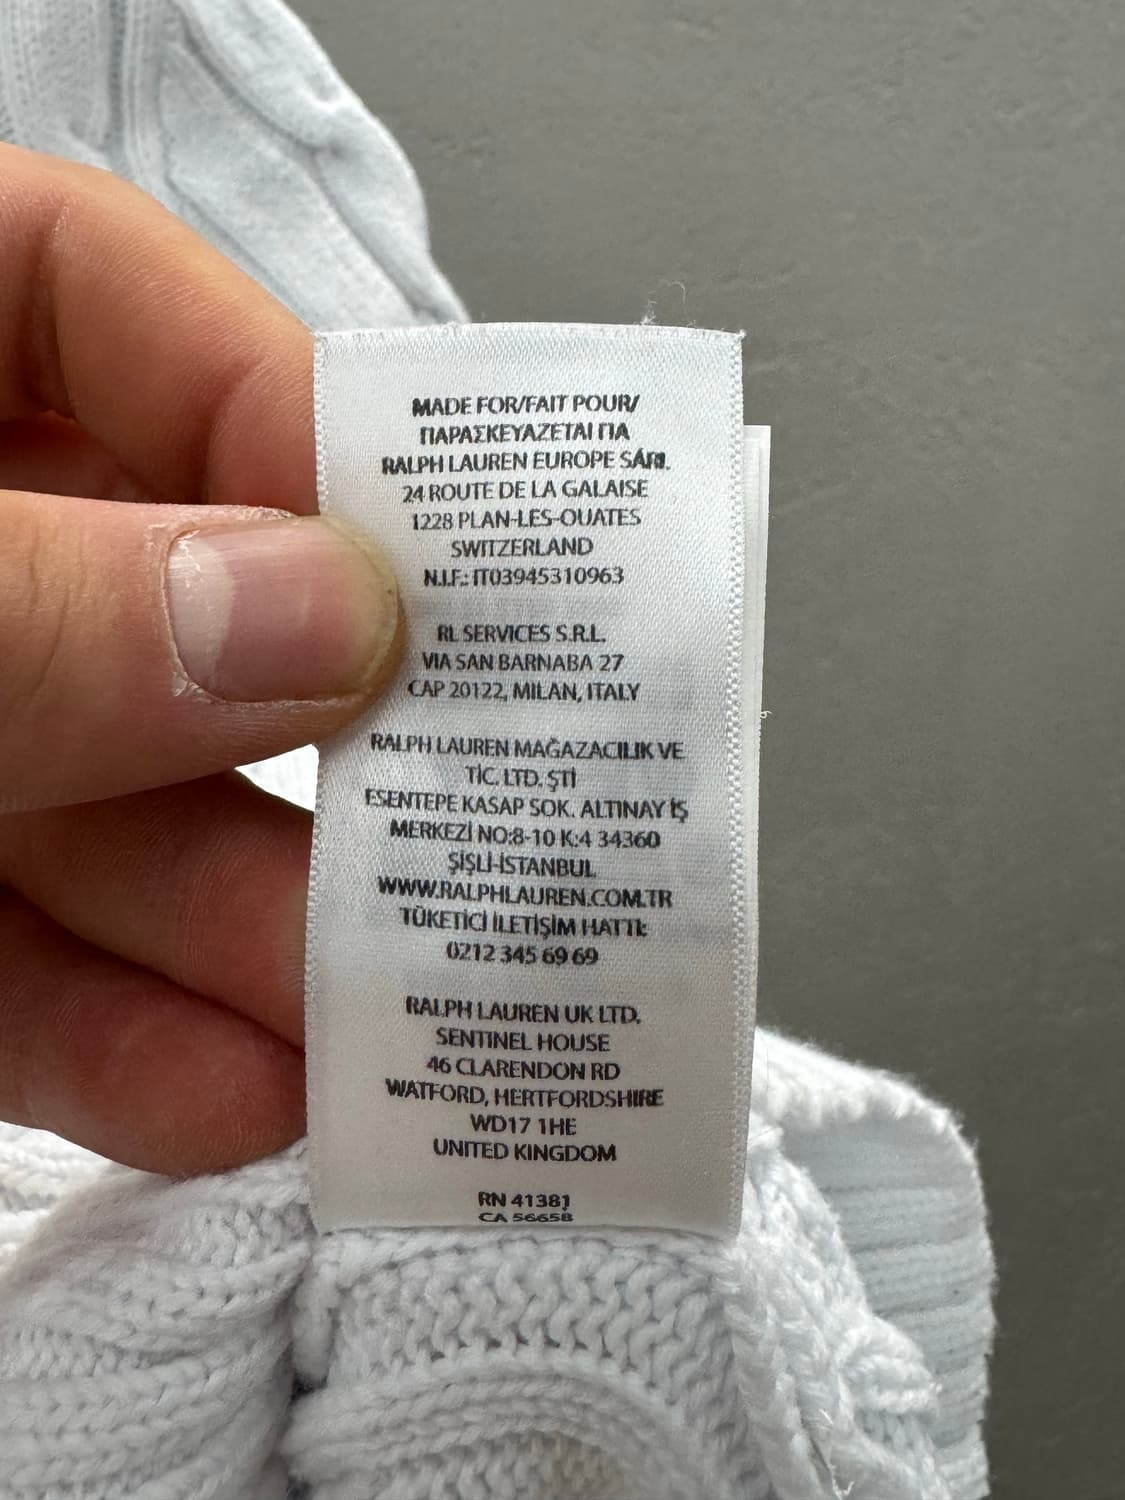 MADE FOR/FAIT POUR/
ΠΑΡΑΣΚΕΥΑΖΕΤΑΙ ΓΙΑ
RALPH LAUREN EUROPE SÁRL
24 ROUTE DE LA GALAISE
1228 PLAN-LES-OUATES
SWITZERLAND
N.I.F.: IT03945310963
RL SERVICES S.R.L.
VIA SAN BARNABA 27
CAP 20122, MILAN, ITALY
RALPH LAUREN MAĞAZACILIK VE
TİC. LTD. ŞTİ
ESENTEPE KASAP SOK. ALTINAY İŞ
MERKEZİ NO:8-10 K:4 34360
ŞİŞLİ-İSTANBUL
WWW.RALPHLAUREN.COM.TR
TÜKETİCİ İLETİŞİM HATTI:
0212 345 69 69
RALPH LAUREN UK LTD.
SENTINEL HOUSE
46 CLARENDON RD
WATFORD, HERTFORDSHIRE
WD17 1HE
UNITED KINGDOM
RN 41381
CA 56658